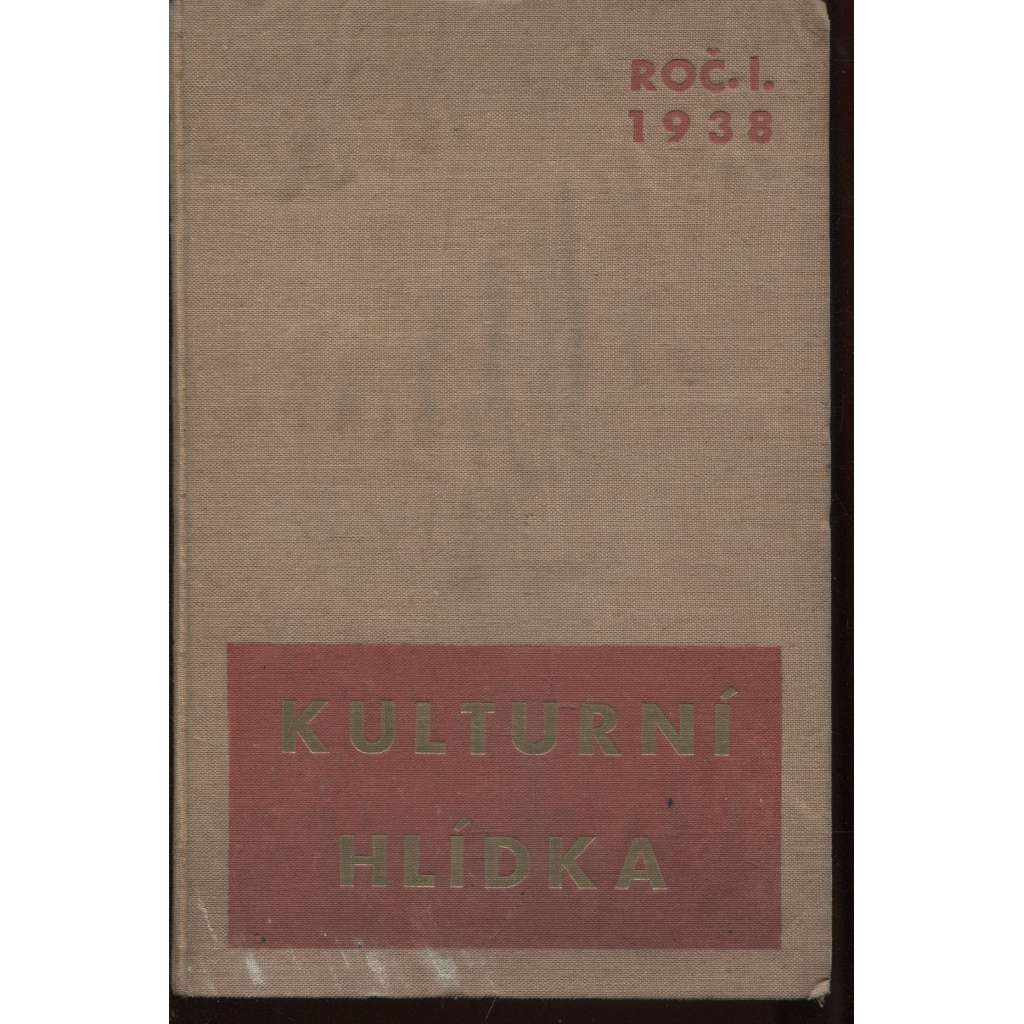 ROČ. I.
1938
KULTURNÍ
HLÍDKA